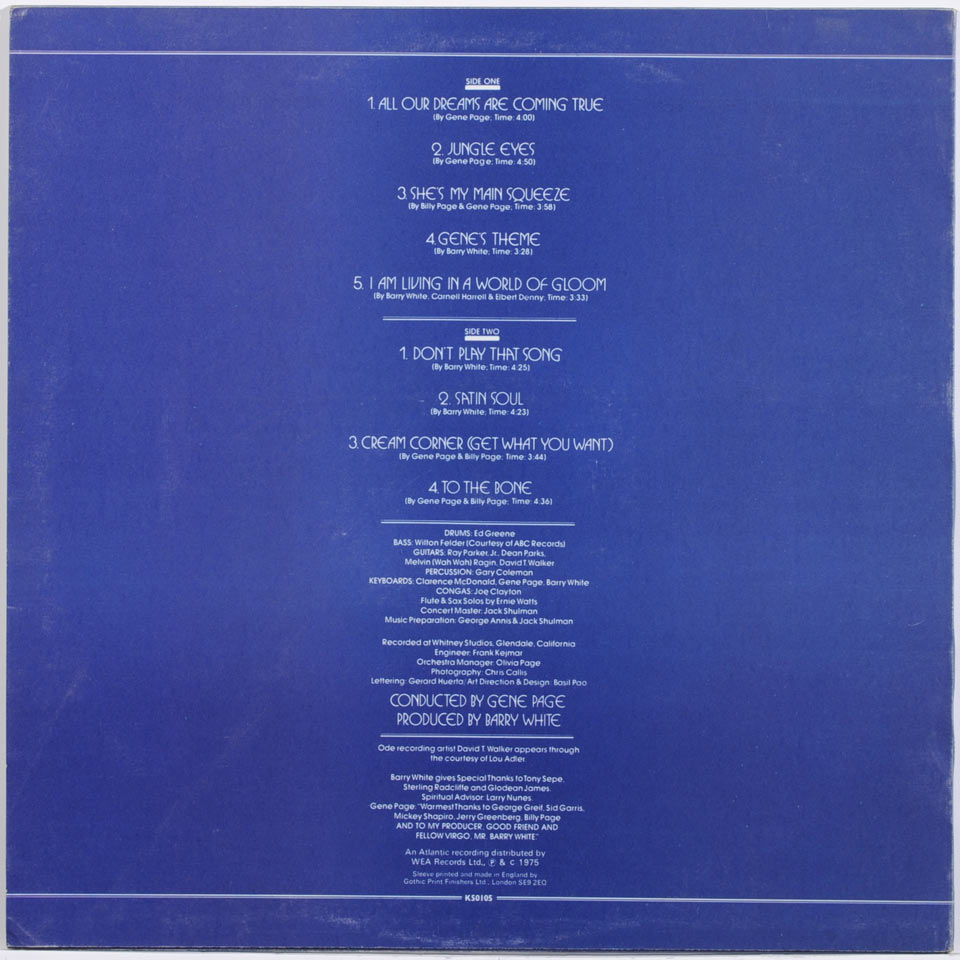 SIDE ONE
1. ALL OUR DREAMS ARE COMING TRUE
(By Gene Page; Time: 4:00)
2. JUNGLE EYES
(By Gene Page; Time: 4:50)
3. SHE'S MY MAIN SQUEEZE
(By Billy Page & Gene Page; Time: 3:58)
4. GENE'S THEME
(By Barry White; Time: 3:28)
5. I AM LIVING IN A WORLD OF GLOOM
(By Barry White, Carnell Harrell & Elbert Denny; Time: 3:33)
SIDE TWO
1. DON'T PLAY THAT SONG
(By Barry White; Time: 4:25)
2. SATIN SOUL
(By Barry White; Time: 4:23)
3. CREAM CORNER (GET WHAT YOU WANT)
(By Gene Page & Billy Page; Time: 3:44)
4. TO THE BONE
(By Gene Page & Billy Page; Time: 4:36)
DRUMS: Ed Greene
BASS: Wilton Felder (Courtesy of ABC Records)
GUITARS: Ray Parker, Jr., Dean Parks,
Melvin (Wah Wah) Ragin, David T. Walker
PERCUSSION: Gary Coleman
KEYBOARDS: Clarence McDonald, Gene Page, Barry White
CONGAS: Joe Clayton
Flute & Sax Solos by Ernie Watts
Concert Master: Jack Shulman
Music Preparation: George Annis & Jack Shulman
Recorded at Whitney Studios, Glendale, California
Engineer: Frank Kejmar
Orchestra Manager: Olivia Page
Photography: Chris Callis
Lettering: Gerard Huerta/Art Direction & Design: Basil Pao
CONDUCTED BY GENE PAGE
PRODUCED BY BARRY WHITE
Ode recording artist David T. Walker appears through
the courtesy of Lou Adler.
Barry White gives Special Thanks to Tony Sepe,
Sterling Radcliffe and Glodean James.
Spiritual Advisor: Larry Nunes.
Gene Page: "Warmest Thanks to George Greif, Sid Garris,
Mickey Shapiro, Jerry Greenberg, Billy Page
AND TO MY PRODUCER, GOOD FRIEND AND
FELLOW VIRGO, MR. BARRY WHITE"
An Atlantic recording distributed by
WEA Records Ltd., ℗ & c 1975
Sleeve printed and made in England by
Gothic Print Finishers Ltd., London SE9 2EO
K50105